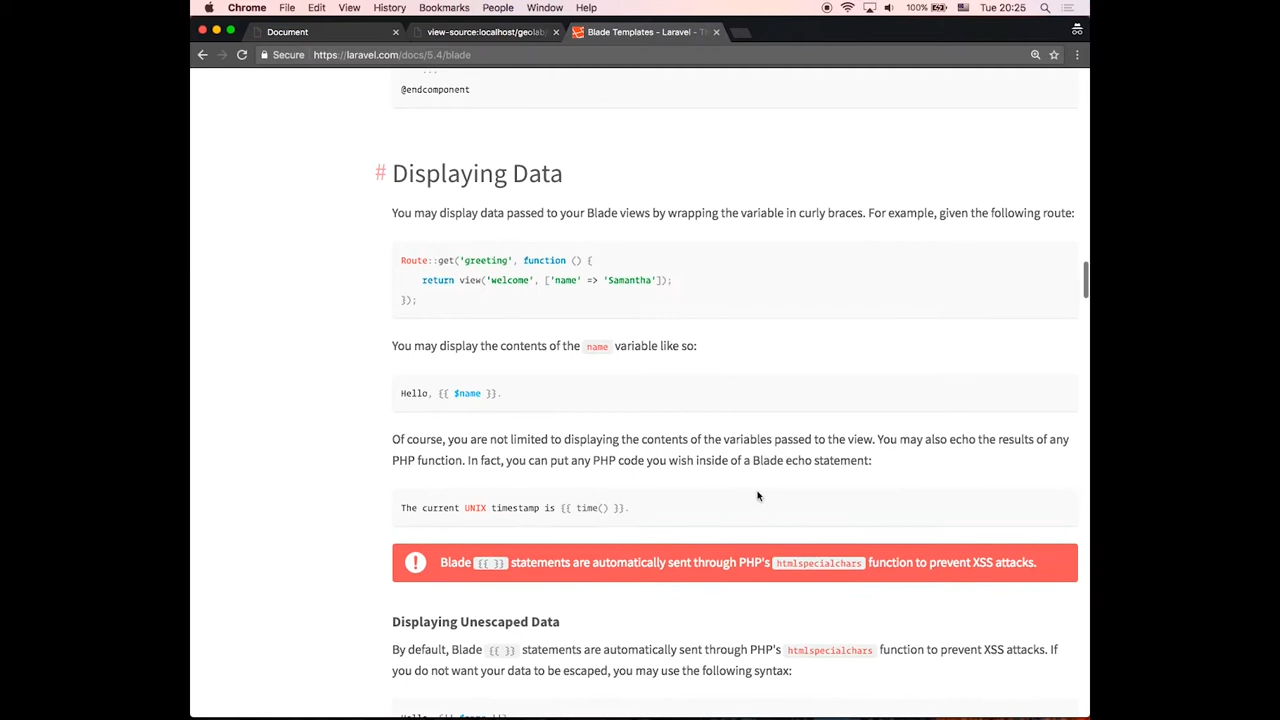 Chrome File Edit View History Bookmarks People Window Help 100% Tue 20:25
Document view-source:localhost/geolab Blade Templates - Laravel - Th
Secure https://laravel.com/docs/5.4/blade
@endcomponent
# Displaying Data
You may display data passed to your Blade views by wrapping the variable in curly braces. For example, given the following route:
Route::get('greeting', function () {
return view('welcome', ['name' => 'Samantha']);
});
You may display the contents of the name variable like so:
Hello, {{ $name }}.
Of course, you are not limited to displaying the contents of the variables passed to the view. You may also echo the results of any
PHP function. In fact, you can put any PHP code you wish inside of a Blade echo statement:
The current UNIX timestamp is {{ time() }}.
! Blade {{ }} statements are automatically sent through PHP's htmlspecialchars function to prevent XSS attacks.
Displaying Unescaped Data
By default, Blade {{ }} statements are automatically sent through PHP's htmlspecialchars function to prevent XSS attacks. If
you do not want your data to be escaped, you may use the following syntax: